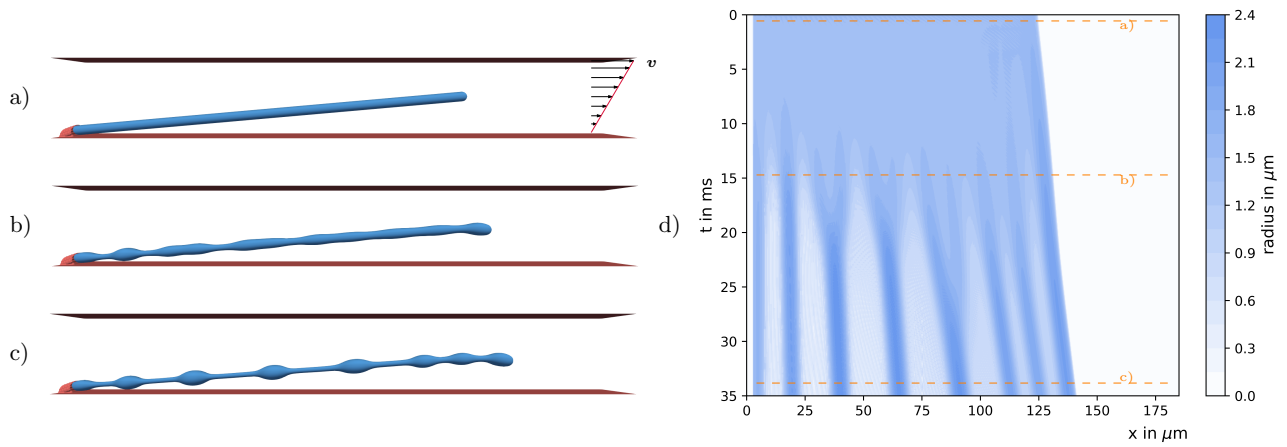 a)
v
b)
c)
d)
t in ms
0
5
10
15
20
25
30
35
a)
b)
c)
0
25
50
75
100
125
150
175
x in μm
2.4
2.1
1.8
1.5
1.2
0.9
0.6
0.3
0.0
radius in μm